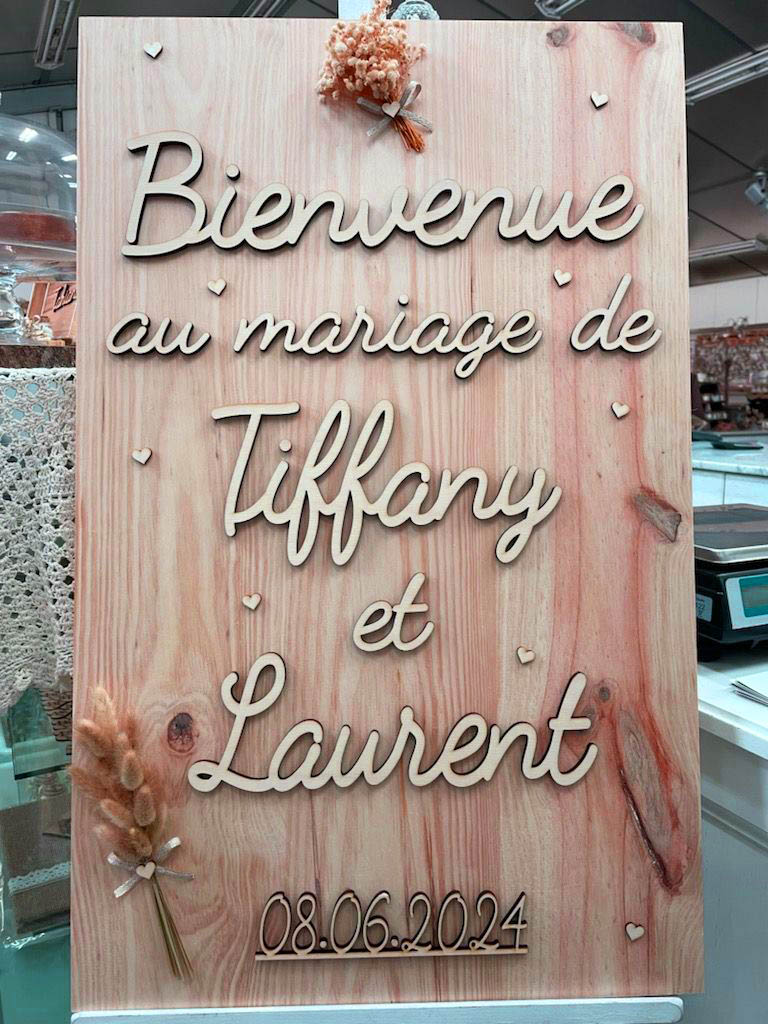 Bienvenue
au mariage de
Tiffany
et
Laurent
08.06.2024